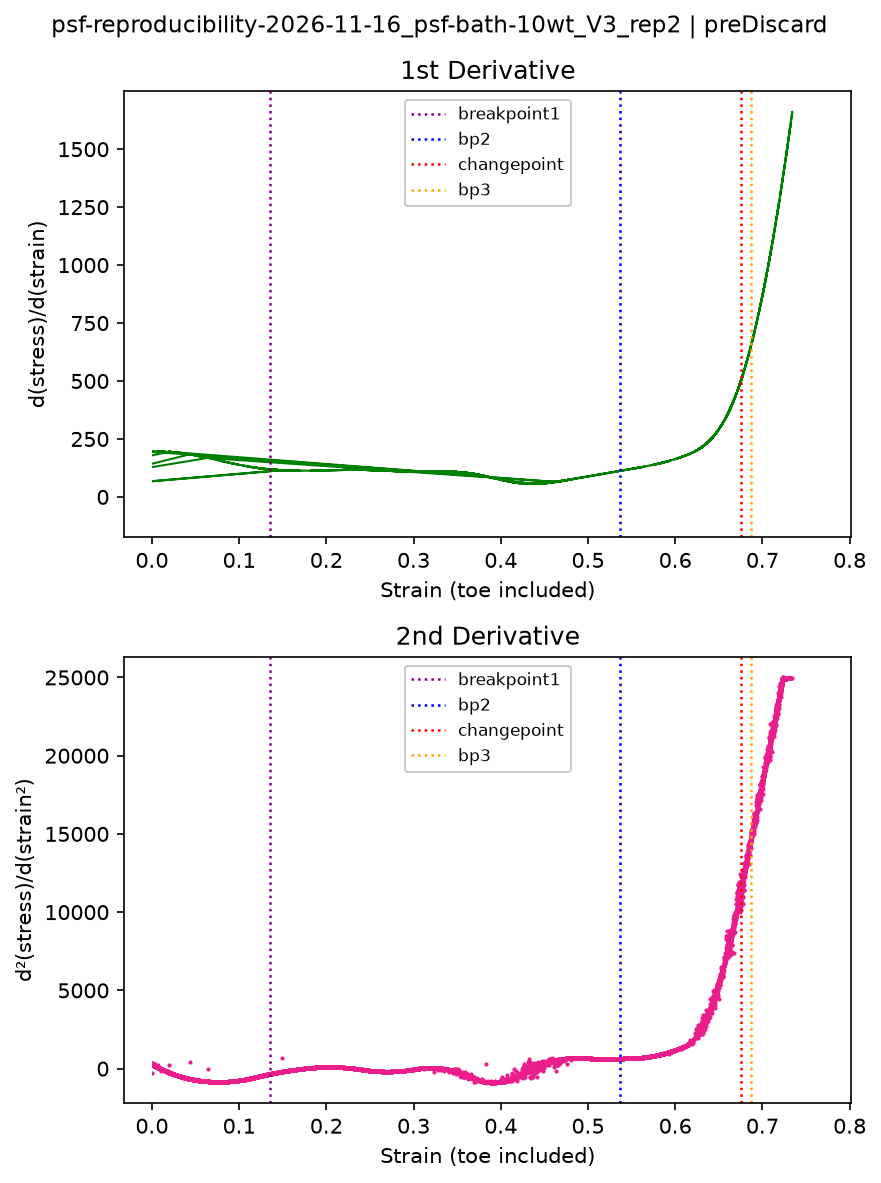 psf-reproducibility-2026-11-16_psf-bath-10wt_V3_rep2 | preDiscard
1st Derivative
breakpoint1
bp2
changepoint
bp3
d(stress)/d(strain)
1500
1250
1000
750
500
250
0
0.0 0.1 0.2 0.3 0.4 0.5 0.6 0.7 0.8
Strain (toe included)
2nd Derivative
breakpoint1
bp2
changepoint
bp3
d²(stress)/d(strain²)
25000
20000
15000
10000
5000
0
0.0 0.1 0.2 0.3 0.4 0.5 0.6 0.7 0.8
Strain (toe included)